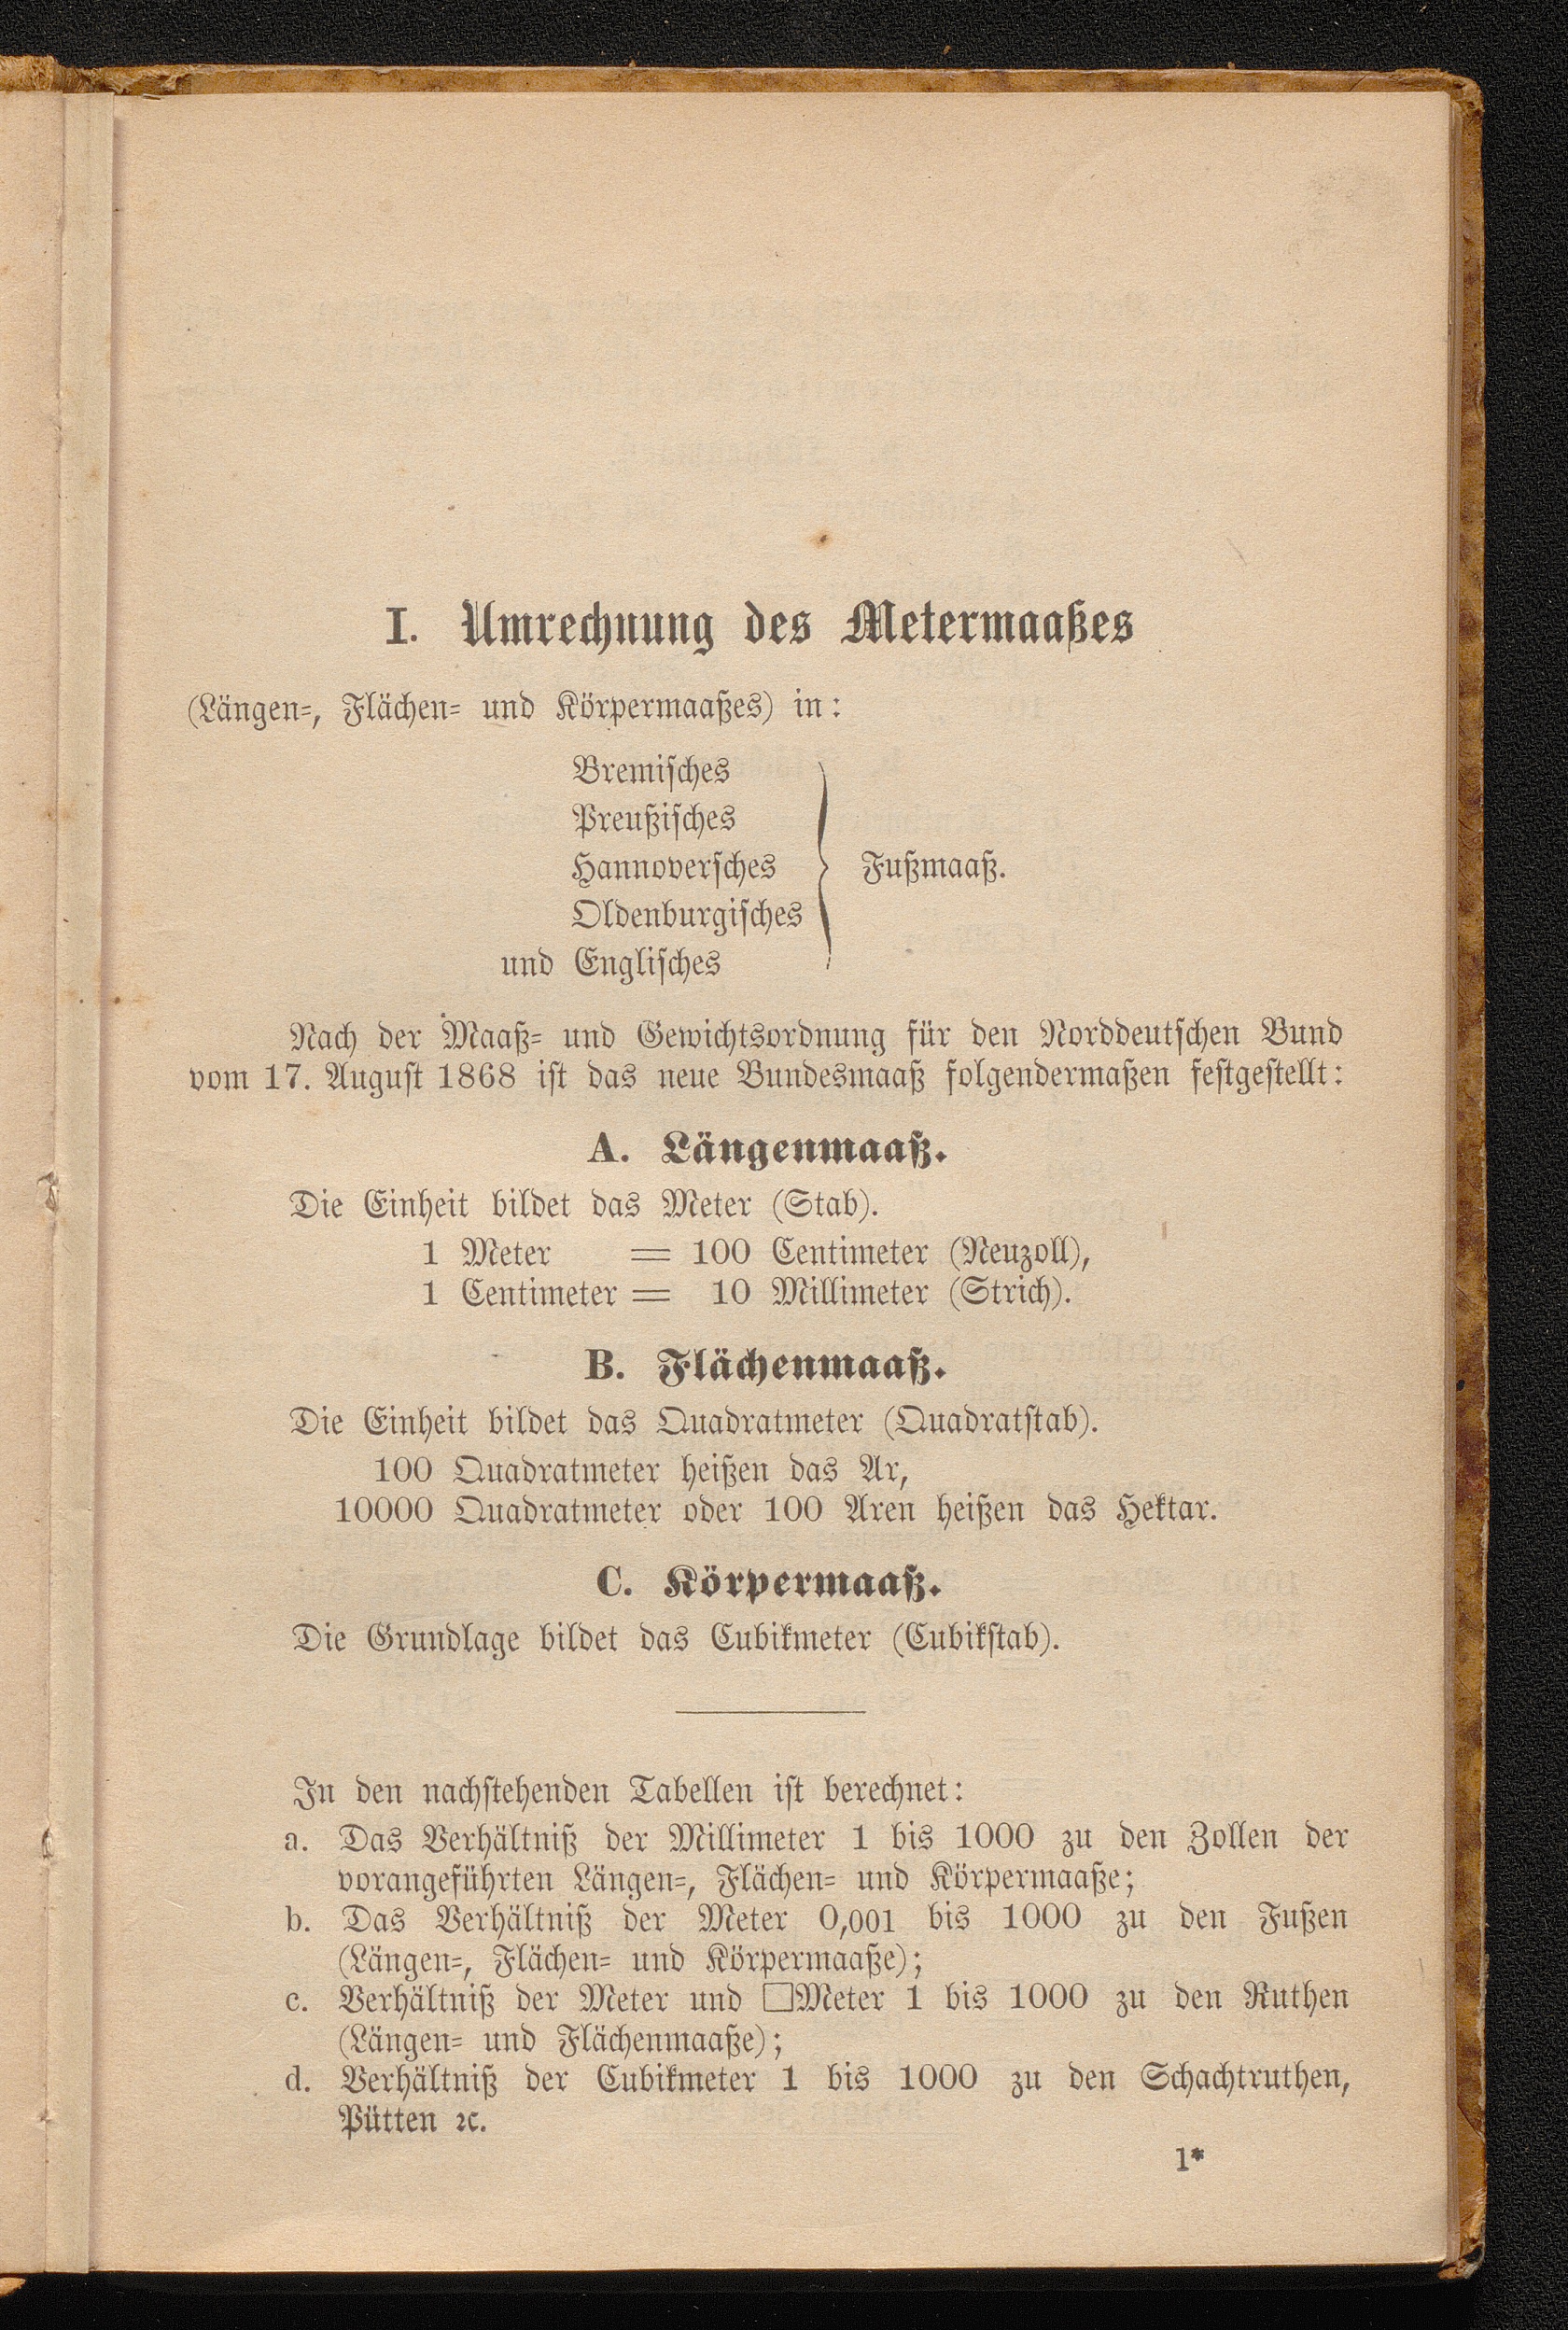 I. Umrechnung des Metermaaßes
(Längen-, Flächen- und Körpermaaßes) in:
Bremisches
Preußisches
Hannoversches
Fußmaaß.
Oldenburgisches
und Englisches
Nach der Maaß- und Gewichtsordnung für den Norddeutschen Bund
vom 17. August 1868 ist das neue Bundesmaaß folgendermaßen festgestellt:
A. Längenmaaß.
Die Einheit bildet das Meter (Stab).
1 Meter = 100 Centimeter (Neuzoll),
1 Centimeter = 10 Millimeter (Strich).
B. Flächenmaaß.
Die Einheit bildet das Quadratmeter (Quadratstab).
100 Quadratmeter heißen das Ar,
10000 Quadratmeter oder 100 Aren heißen das Hektar.
C. Körpermaaß.
Die Grundlage bildet das Cubikmeter (Cubikstab).
In den nachstehenden Tabellen ist berechnet:
a. Das Verhältniß der Millimeter 1 bis 1000 zu den Zollen der
vorangeführten Längen-, Flächen- und Körpermaaße;
b. Das Verhältniß der Meter 0,001 bis 1000 zu den Fußen
(Längen-, Flächen- und Körpermaaße);
c. Verhältniß der Meter und □Meter 1 bis 1000 zu den Ruthen
(Längen- und Flächenmaaße);
d. Verhältniß der Cubikmeter 1 bis 1000 zu den Schachtruthen,
Pütten ꝛc.
1*